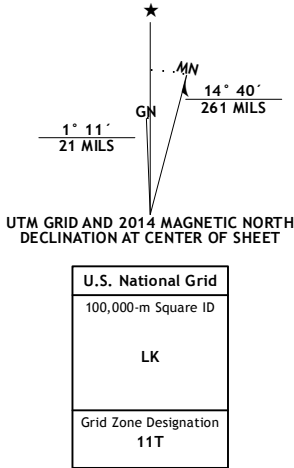 ★
MN
GN
14° 40´
261 MILS
1° 11´
21 MILS
UTM GRID AND 2014 MAGNETIC NORTH
DECLINATION AT CENTER OF SHEET
U.S. National Grid
100,000-m Square ID
LK
Grid Zone Designation
11T